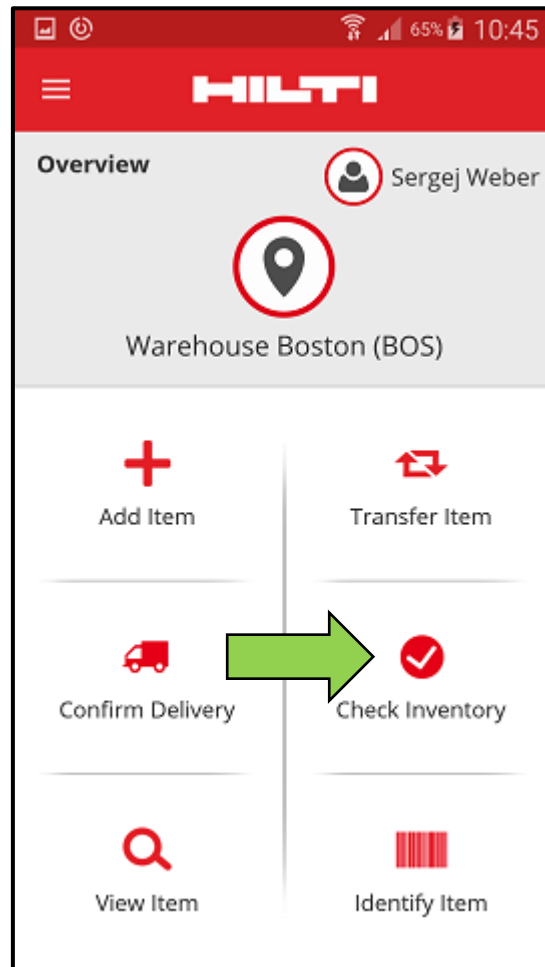 65% 10:45
HILTI
Overview Sergej Weber
Warehouse Boston (BOS)
Add Item Transfer Item
Confirm Delivery Check Inventory
View Item Identify Item